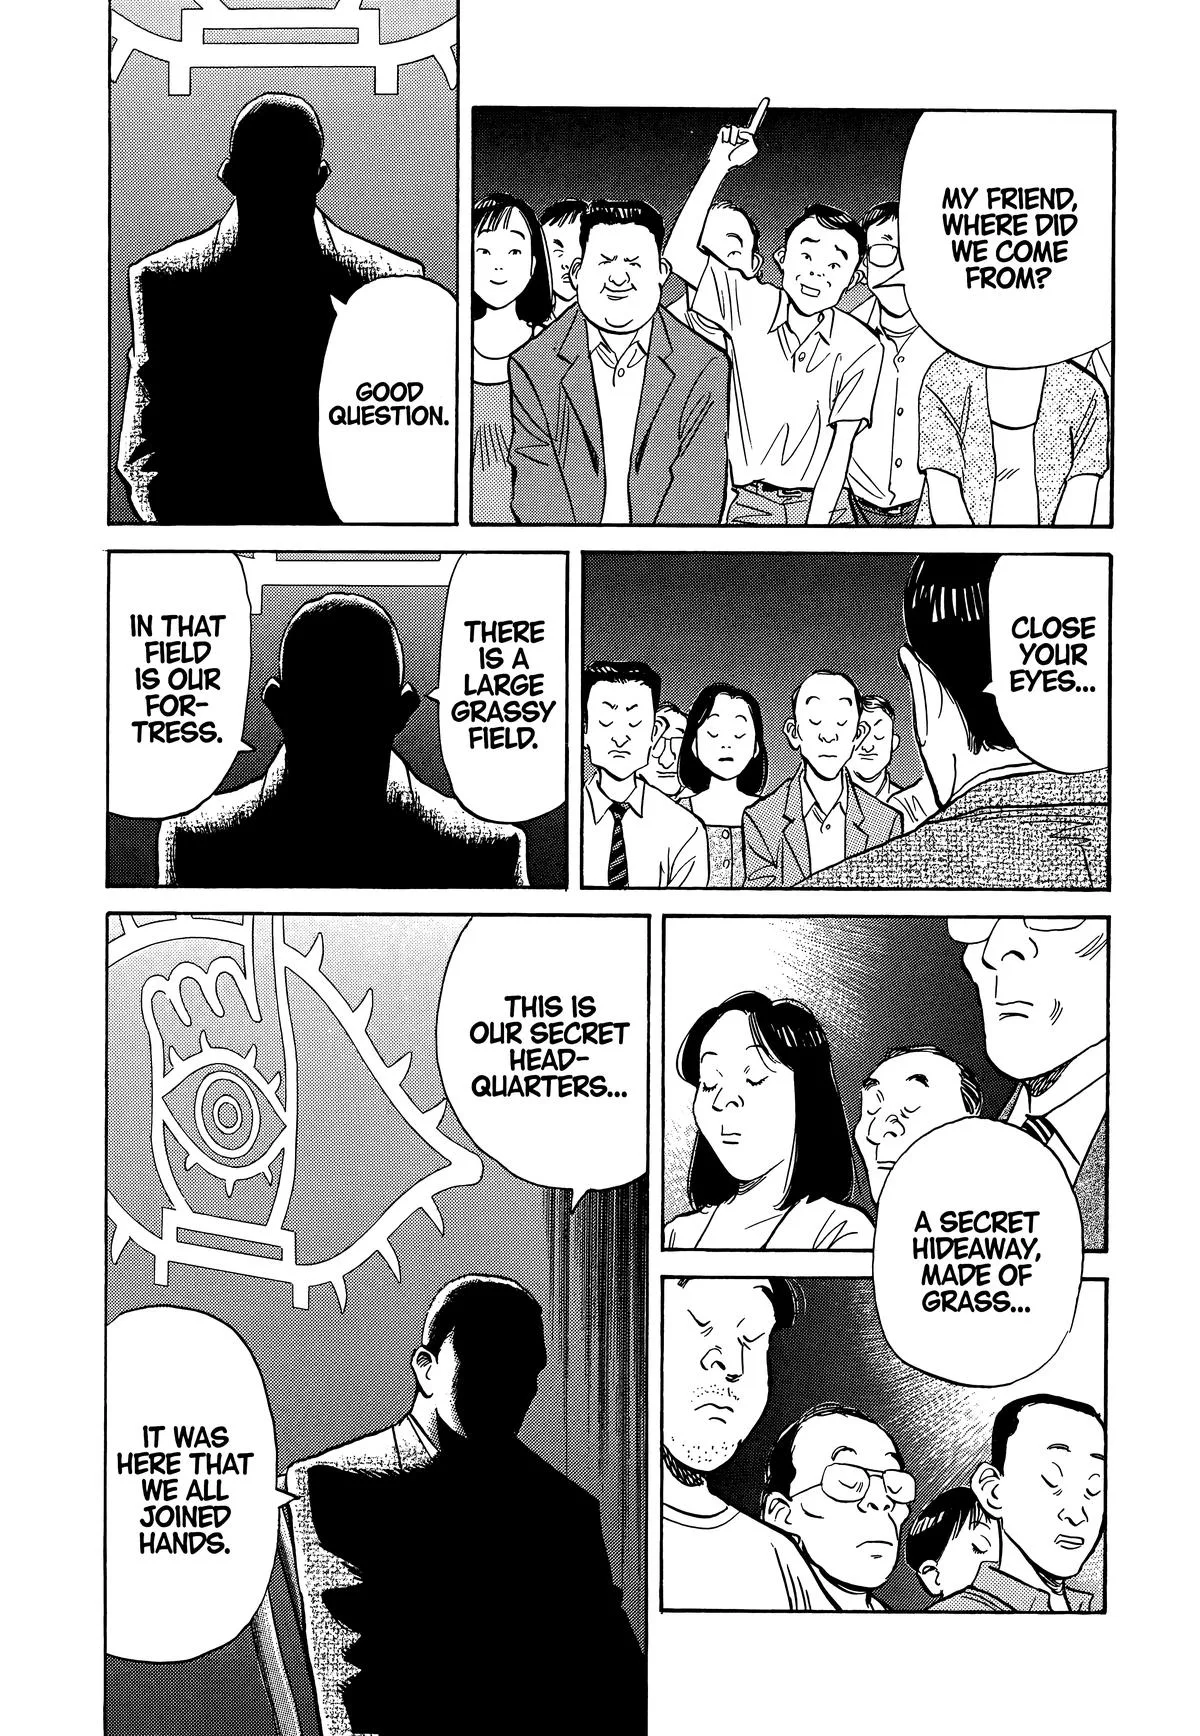 MY FRIEND,
WHERE DID
WE COME
FROM?
GOOD
QUESTION.
CLOSE
YOUR
EYES...
THERE
IS A
LARGE
GRASSY
FIELD.
IN THAT
FIELD
IS OUR
FOR-
TRESS.
A SECRET
HIDEAWAY,
MADE OF
GRASS...
THIS IS
OUR SECRET
HEAD-
QUARTERS...
IT WAS
HERE THAT
WE ALL
JOINED
HANDS.